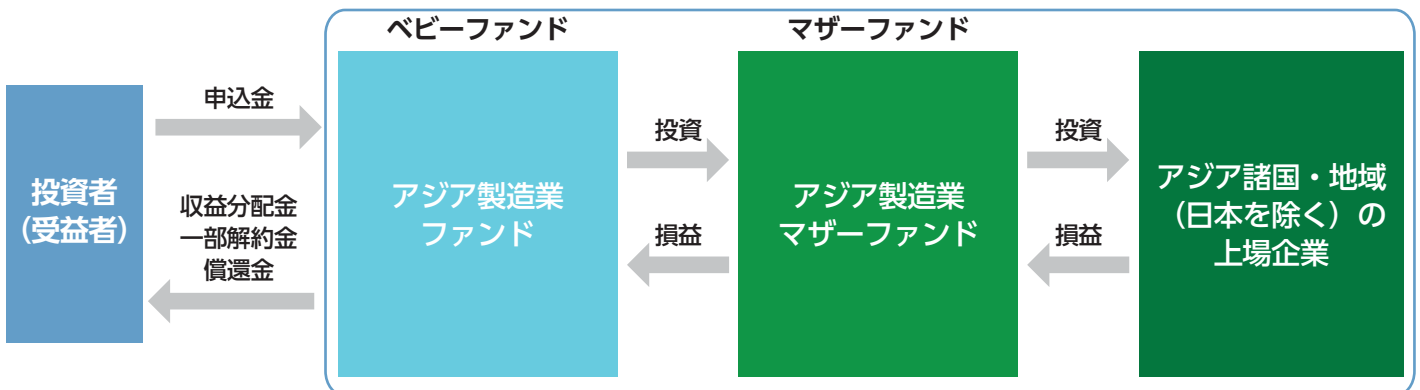 ベビーファンド
マザーファンド
投資者
(受益者)
申込金
収益分配金
一部解約金
償還金
アジア製造業
ファンド
投資
損益
アジア製造業
マザーファンド
投資
損益
アジア諸国・地域
(日本を除く)の
上場企業